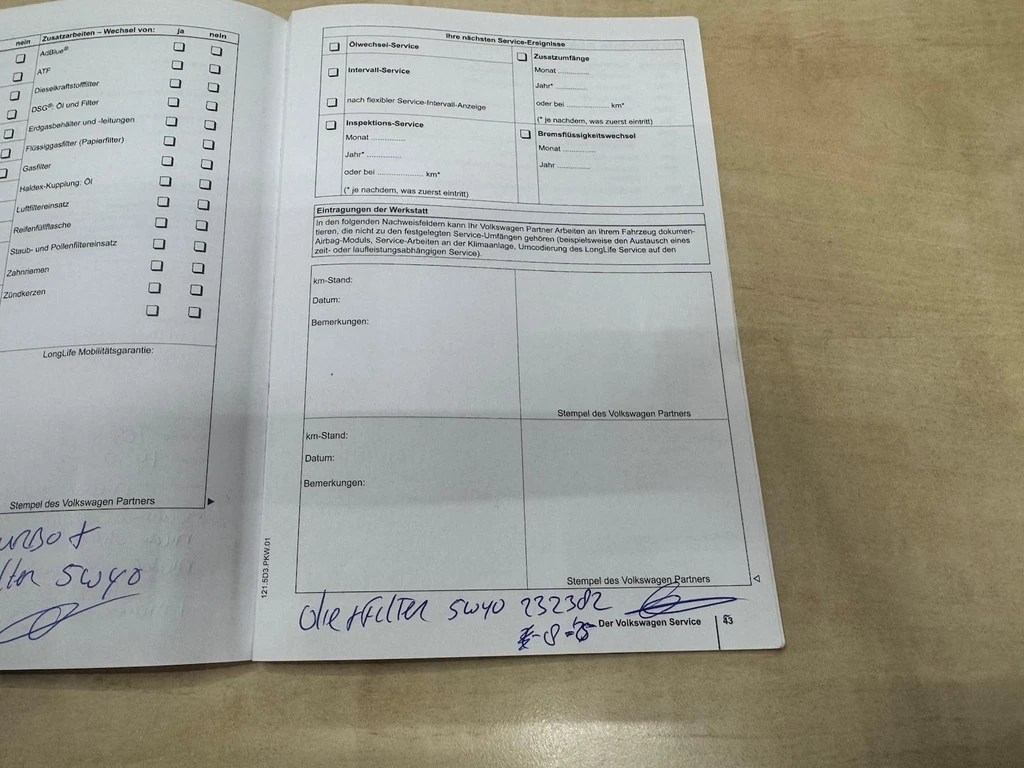 nein
Zusatzarbeiten – Wechsel von: ja nein
AdBlue®
ATF
Dieselkraftstofffilter
DSG®: Öl und Filter
Erdgasbehälter und -leitungen
Flüssiggasfilter (Papierfilter)
Gasfilter
Haldex-Kupplung: Öl
Luftfiltereinsatz
Reifenfüllflasche
Staub- und Pollenfiltereinsatz
Zahnriemen
Zündkerzen
LongLife Mobilitätsgarantie:
Stempel des Volkswagen Partners
5w40
Ihre nächsten Service-Ereignisse
Ölwechsel-Service
Intervall-Service
nach flexibler Service-Intervall-Anzeige
Inspektions-Service
Monat ..............
Jahr* ..............
oder bei .................. km*
(* je nachdem, was zuerst eintritt)
Zusatzumfänge
Monat .............
Jahr* .............
oder bei ................. km*
(* je nachdem, was zuerst eintritt)
Bremsflüssigkeitswechsel
Monat .............
Jahr .............
Eintragungen der Werkstatt
In den folgenden Nachweisfeldern kann Ihr Volkswagen Partner Arbeiten an Ihrem Fahrzeug dokumen-
tieren, die nicht zu den festgelegten Service-Umfängen gehören (beispielsweise den Austausch eines
Airbag-Moduls, Service-Arbeiten an der Klimaanlage, Umcodierung des LongLife Service auf den
zeit- oder laufleistungsabhängigen Service).
km-Stand:
Datum:
Bemerkungen:
Stempel des Volkswagen Partners
km-Stand:
Datum:
Bemerkungen:
Stempel des Volkswagen Partners
121.5D3.PKW.01
olie+Filter 5w40 232382
Der Volkswagen Service 43